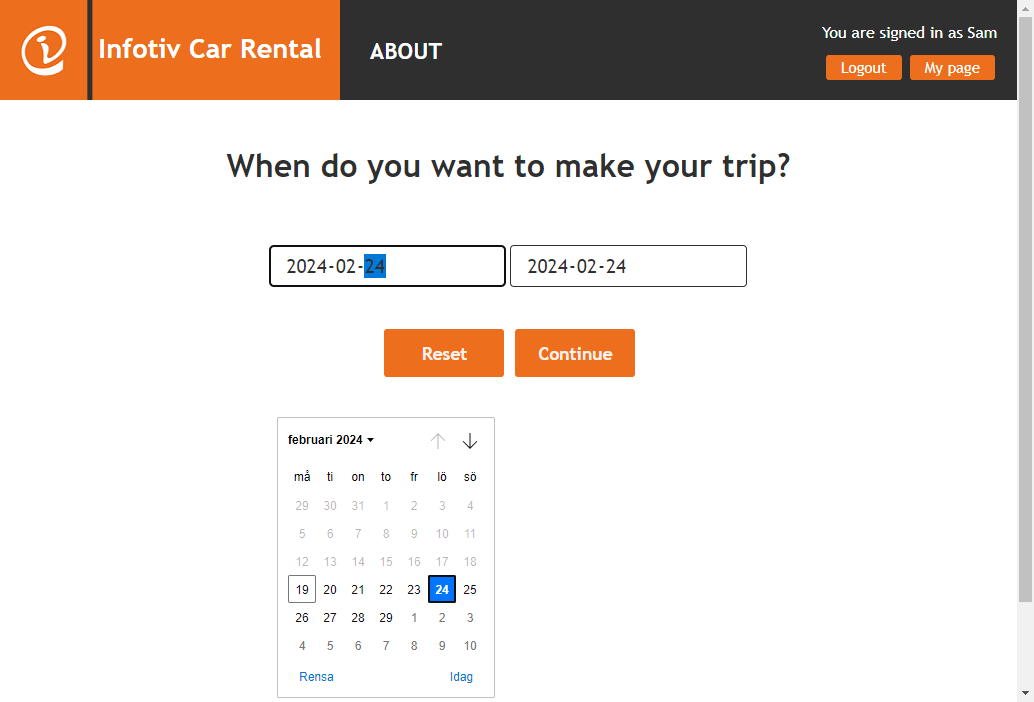 Infotiv Car Rental
ABOUT
You are signed in as Sam
Logout My page
When do you want to make your trip?
2024-02-24 2024-02-24
Reset Continue
februari 2024
må ti on to fr lö sö
29 30 31 1 2 3 4
5 6 7 8 9 10 11
12 13 14 15 16 17 18
19 20 21 22 23 24 25
26 27 28 29 1 2 3
4 5 6 7 8 9 10
Rensa Idag